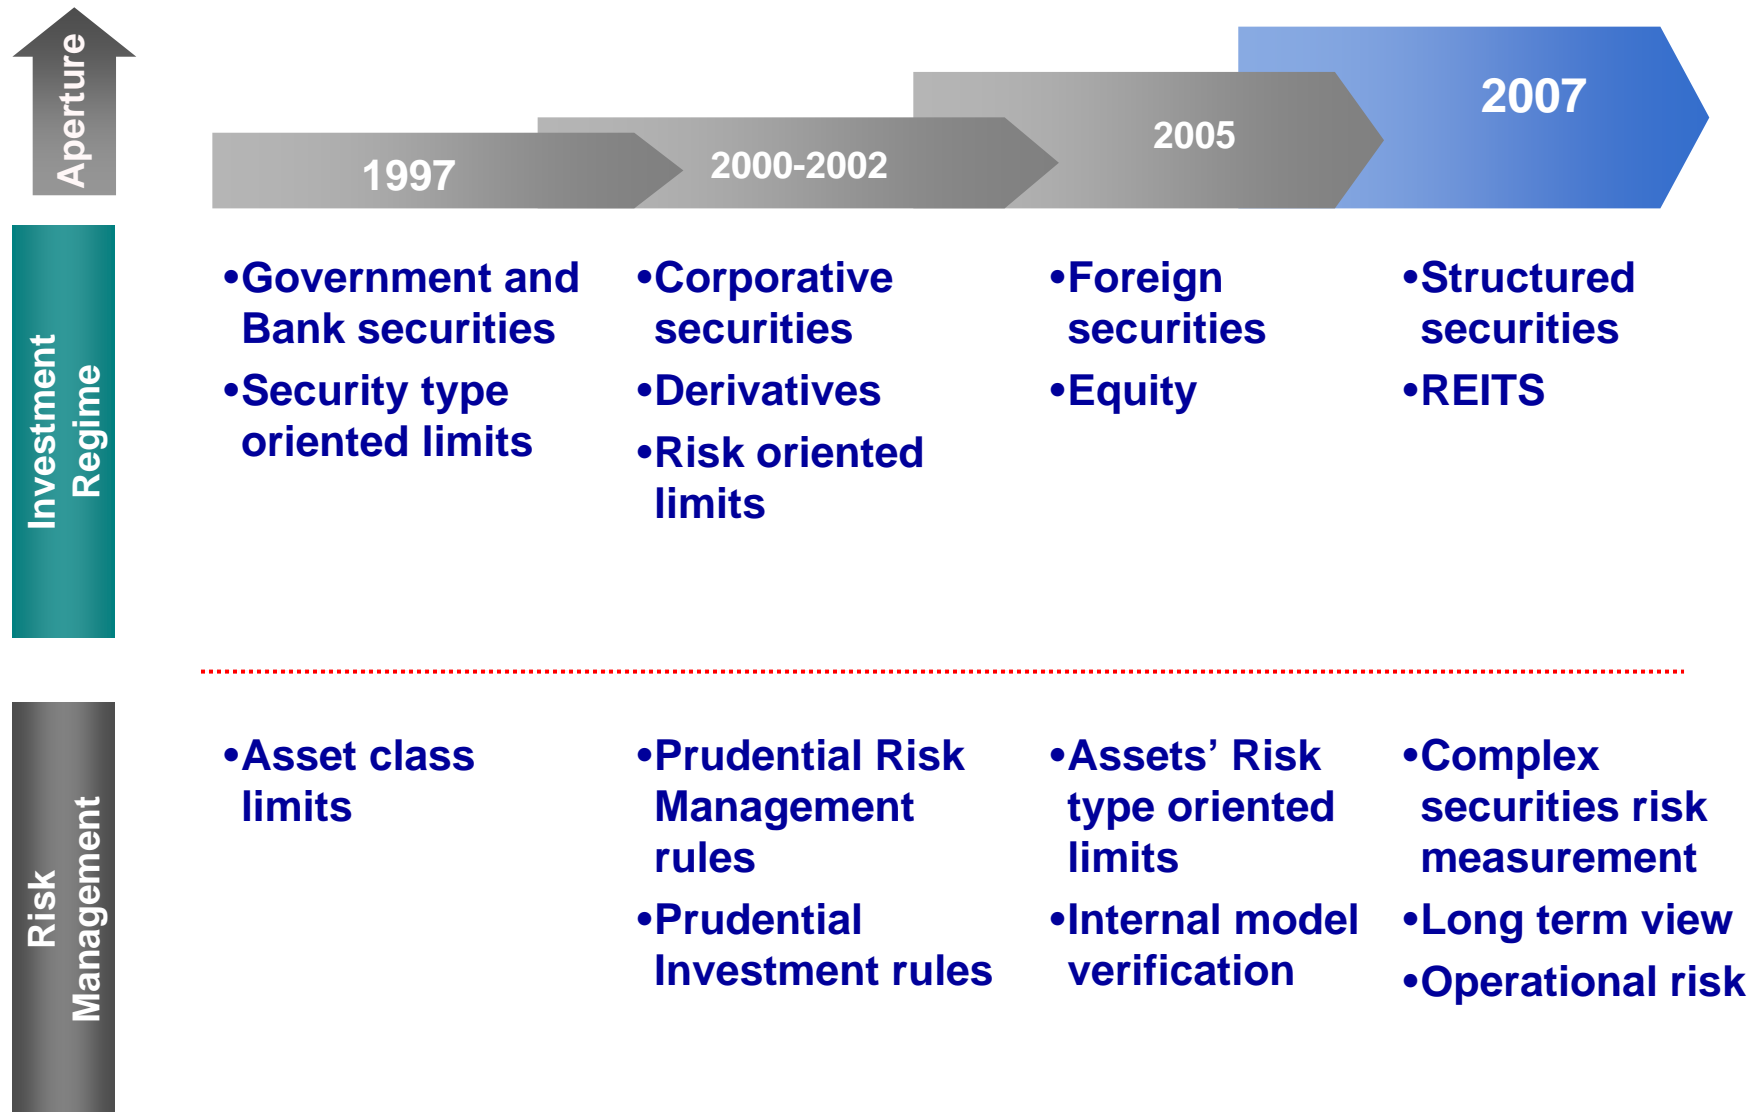 Aperture
1997
2000-2002
2005
2007
Investment
Regime
•Government and
Bank securities
•Security type
oriented limits
•Corporative
securities
•Derivatives
•Risk oriented
limits
•Foreign
securities
•Equity
•Structured
securities
•REITS
Risk
Management
•Asset class
limits
•Prudential Risk
Management
rules
•Prudential
Investment rules
•Assets’ Risk
type oriented
limits
•Internal model
verification
•Complex
securities risk
measurement
•Long term view
•Operational risk